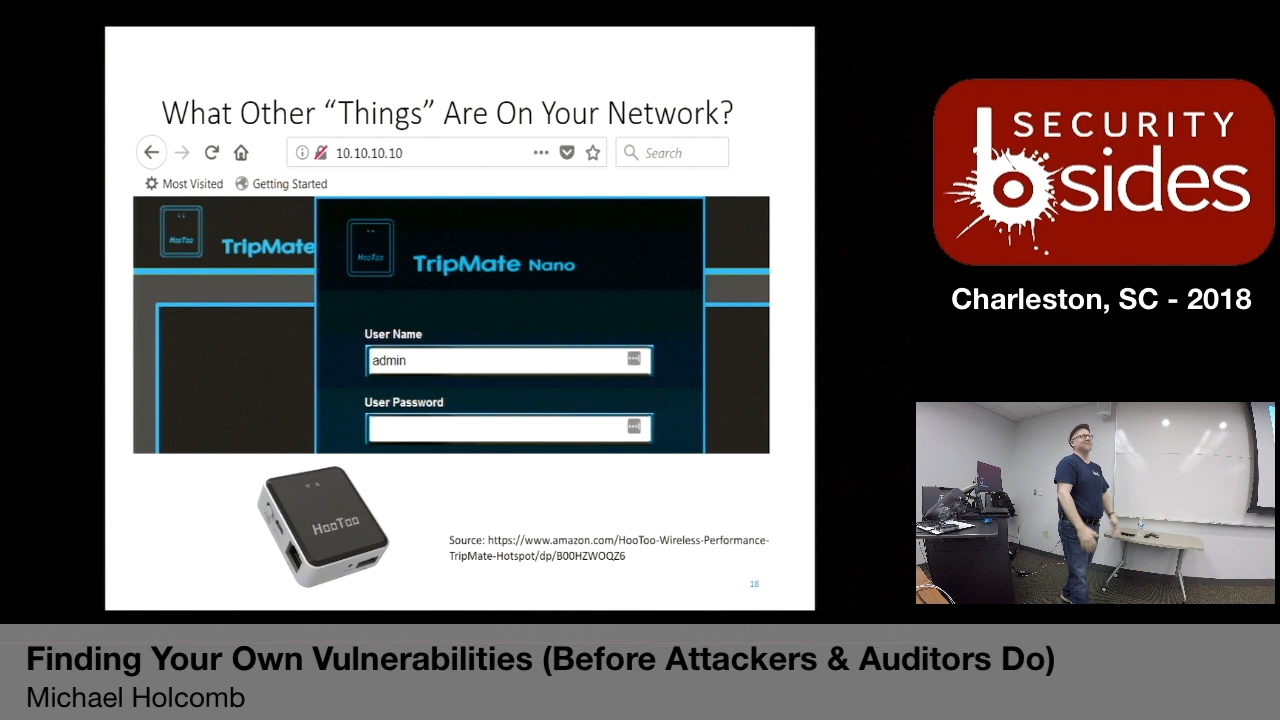 What Other “Things” Are On Your Network?
10.10.10.10
Search
Most Visited
Getting Started
HooToo
TripMate
HooToo
TripMate Nano
User Name
admin
User Password
HooToo
Source: https://www.amazon.com/HooToo-Wireless-Performance-
TripMate-Hotspot/dp/B00HZWOQZ6
18
SECURITY
bsides
Charleston, SC - 2018
Finding Your Own Vulnerabilities (Before Attackers & Auditors Do)
Michael Holcomb